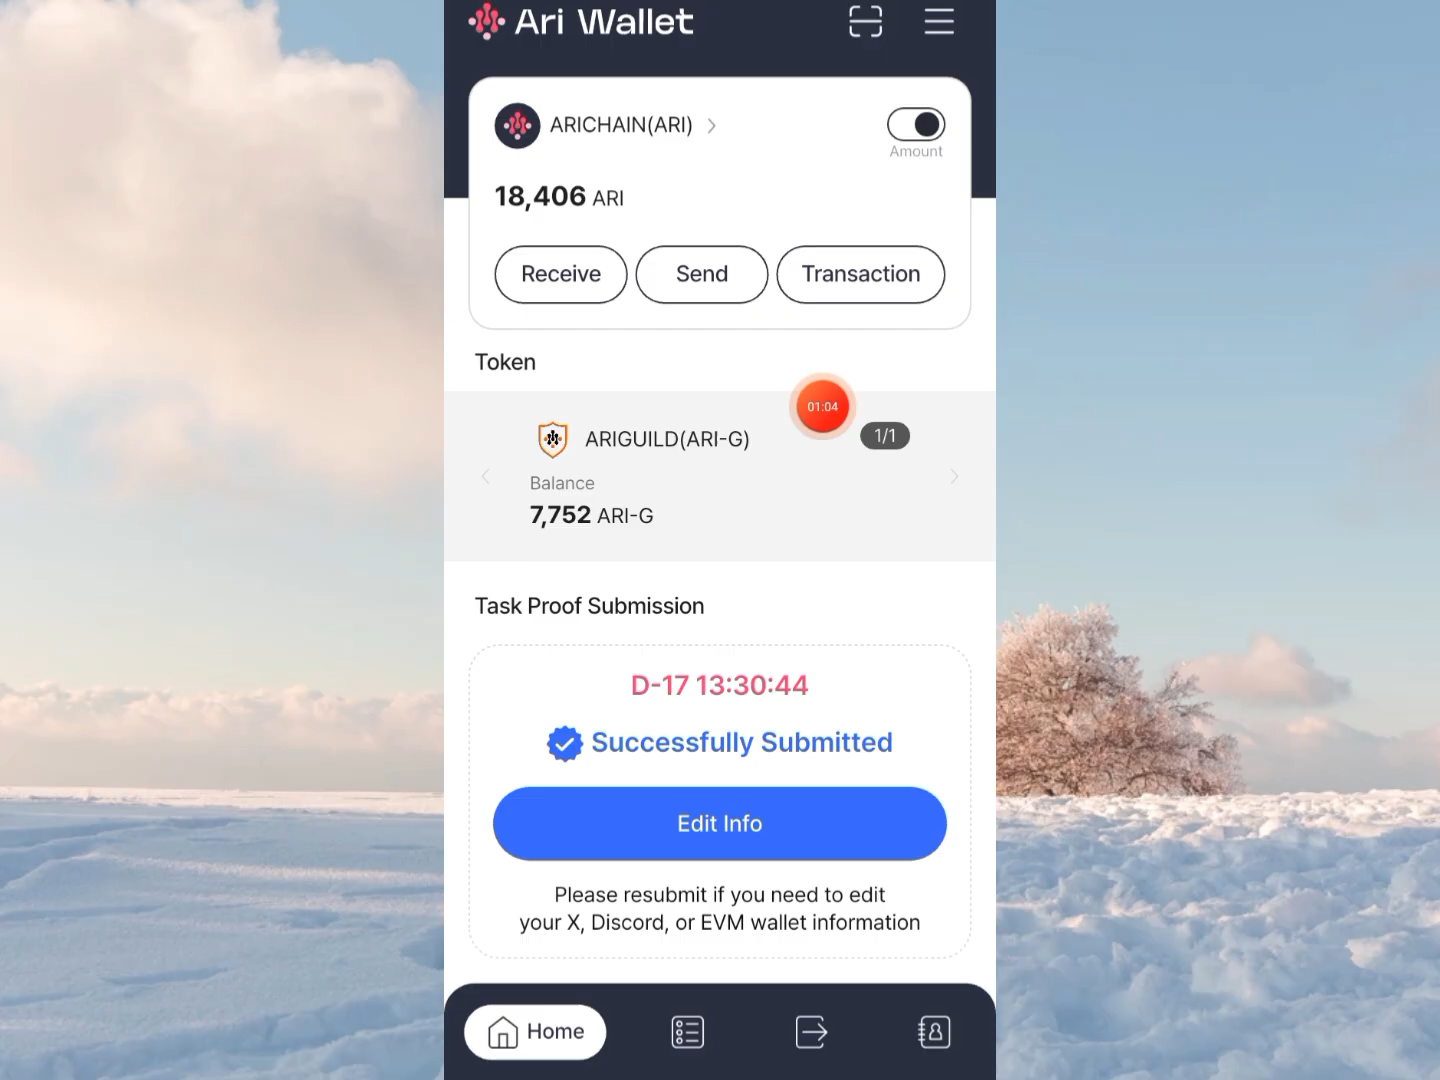 Ari Wallet
ARICHAIN(ARI)
Amount
18,406 ARI
Receive
Send
Transaction
Token
01:04
ARIGUILD(ARI-G)
1/1
Balance
7,752 ARI-G
Task Proof Submission
D-17 13:30:44
Successfully Submitted
Edit Info
Please resubmit if you need to edit
your X, Discord, or EVM wallet information
Home